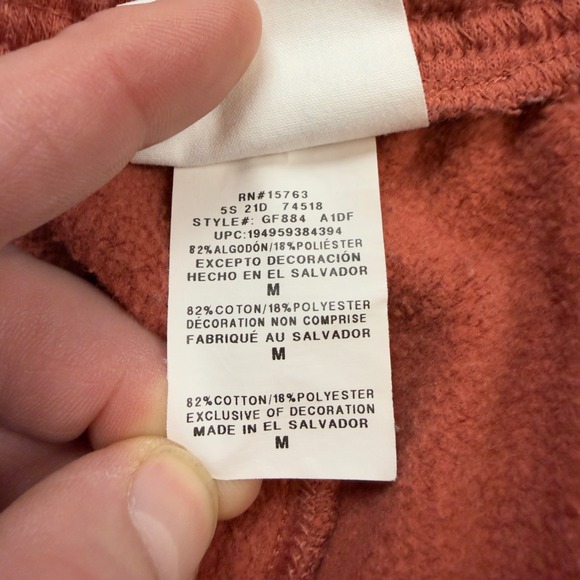 RN#15763
5S 21D 74518
STYLE#: GF884 A1DF
UPC:194959384394
82%ALGODÓN/18%POLIÉSTER
EXCEPTO DECORACIÓN
HECHO EN EL SALVADOR
M
82%COTON/18%POLYESTER
DÉCORATION NON COMPRISE
FABRIQUÉ AU SALVADOR
M
82%COTTON/18%POLYESTER
EXCLUSIVE OF DECORATION
MADE IN EL SALVADOR
M